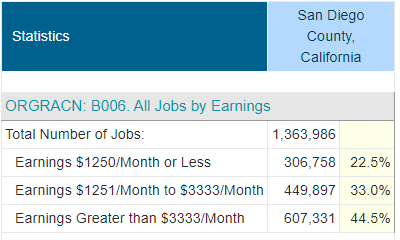 Statistics
San Diego
County,
California
ORGRACN: B006. All Jobs by Earnings
Total Number of Jobs: 1,363,986
Earnings $1250/Month or Less 306,758 22.5%
Earnings $1251/Month to $3333/Month 449,897 33.0%
Earnings Greater than $3333/Month 607,331 44.5%